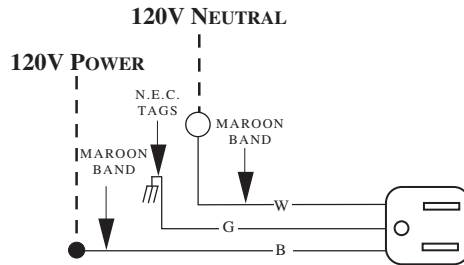 120V NEUTRAL
120V POWER
N.E.C.
TAGS
MAROON
BAND
MAROON
BAND
W
G
B